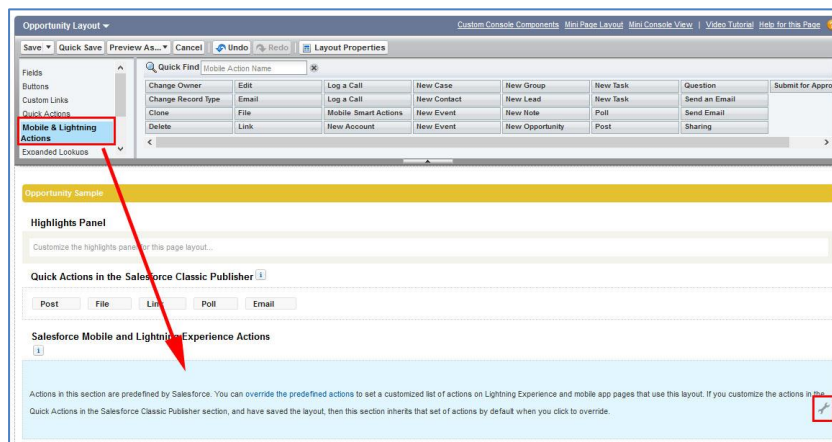 Opportunity Layout Custom Console Components Mini Page Layout Mini Console View | Video Tutorial Help for this Page
Save Quick Save Preview As... Cancel Undo Redo Layout Properties
Fields
Buttons
Custom Links
Quick Actions
Mobile & Lightning
Actions
Expanded Lookups
Quick Find Mobile Action Name
Change Owner Edit Log a Call New Case New Group New Task Question Submit for Appro
Change Record Type Email Log a Call New Contact New Lead New Task Send an Email
Clone File Mobile Smart Actions New Event New Note Poll Send Email
Delete Link New Account New Event New Opportunity Post Sharing
Opportunity Sample
Highlights Panel
Customize the highlights panel for this page layout...
Quick Actions in the Salesforce Classic Publisher i
Post File Link Poll Email
Salesforce Mobile and Lightning Experience Actions
i
Actions in this section are predefined by Salesforce. You can override the predefined actions to set a customized list of actions on Lightning Experience and mobile app pages that use this layout. If you customize the actions in the
Quick Actions in the Salesforce Classic Publisher section, and have saved the layout, then this section inherits that set of actions by default when you click to override.